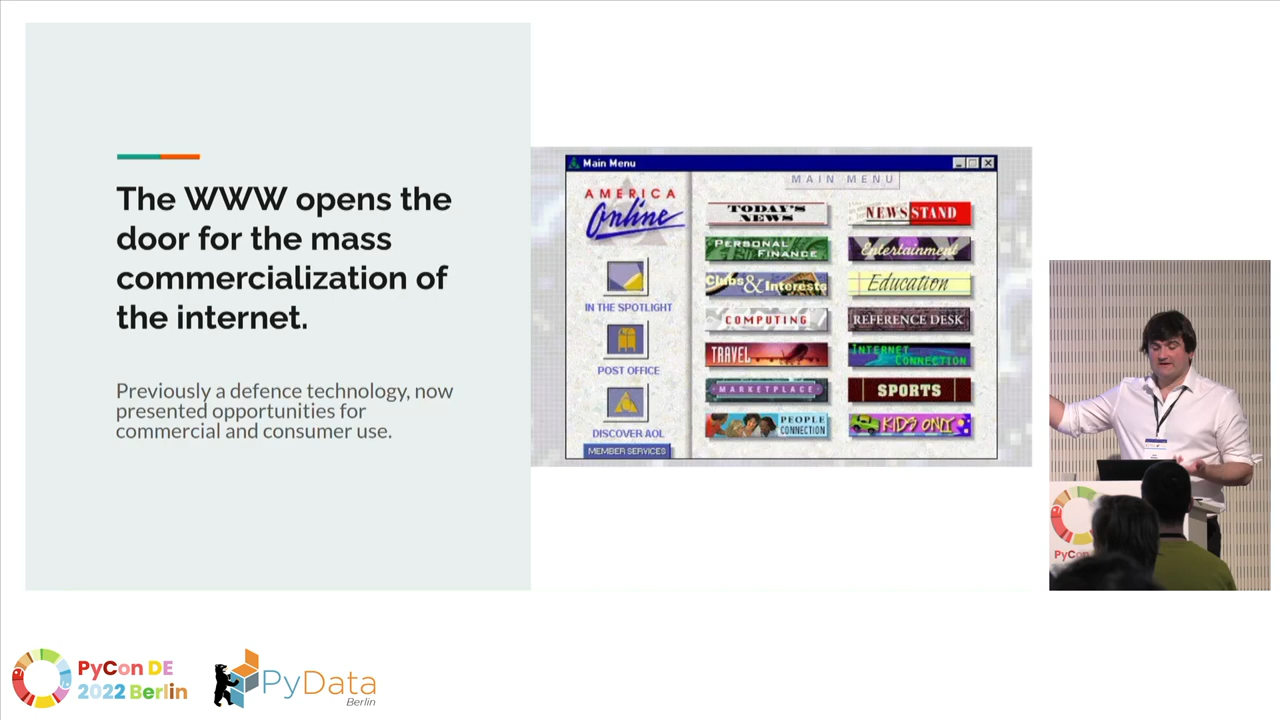 The WWW opens the
door for the mass
commercialization of
the internet.
Previously a defence technology, now
presented opportunities for
commercial and consumer use.
Main Menu
MAIN MENU
AMERICA
Online
IN THE SPOTLIGHT
POST OFFICE
DISCOVER AOL
MEMBER SERVICES
TODAY'S
NEWS
NEWSSTAND
PERSONAL
FINANCE
Entertainment
Clubs & Interests
Education
COMPUTING
REFERENCE DESK
TRAVEL
INTERNET
CONNECTION
MARKETPLACE
SPORTS
PEOPLE
CONNECTION
KIDS ONLY
PyCon DE
2022 Berlin
PyData
Berlin